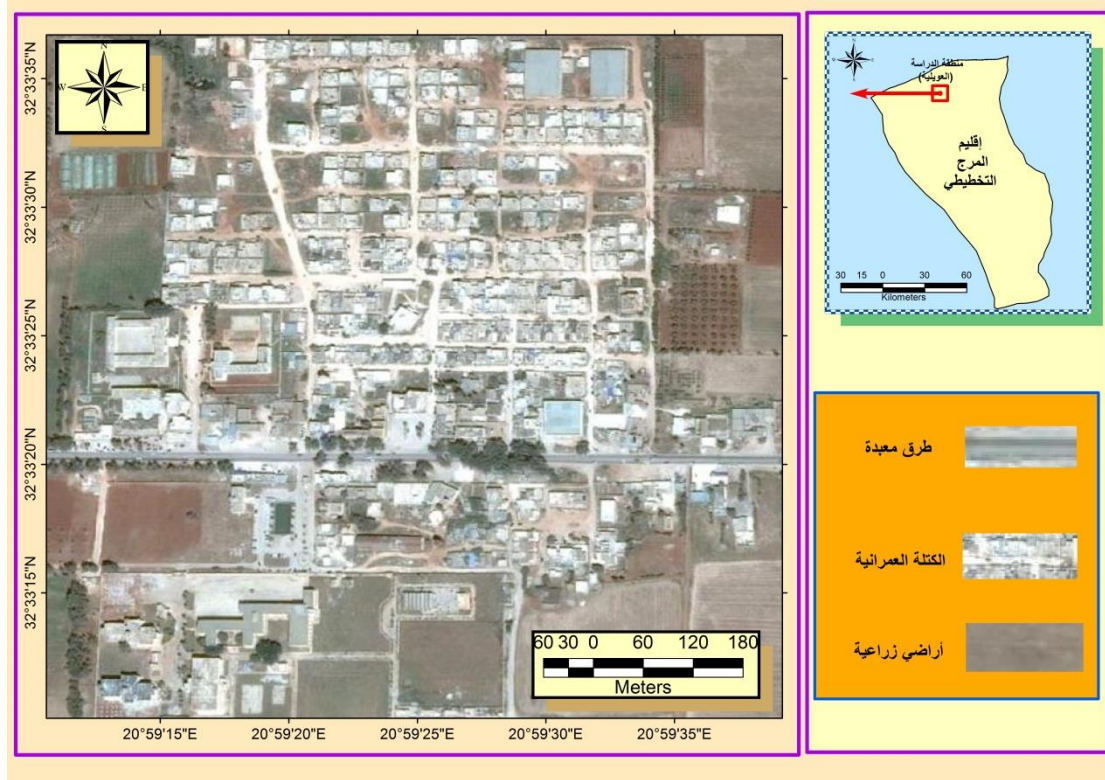 N
W E
S
32°33'35"N
32°33'30"N
32°33'25"N
32°33'20"N
32°33'15"N
20°59'15"E
20°59'20"E
20°59'25"E
20°59'30"E
20°59'35"E
60 30 0 60 120 180
Meters
منطقة الدراسة
(العويلية)
إقليم
المرج
التخطيطي
30 15 0 30 60
Kilometers
طرق معبدة
الكتلة العمرانية
أراضي زراعية